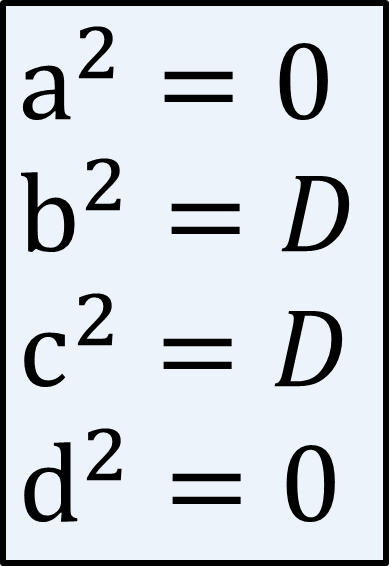 a² = 0
b² = D
c² = D
d² = 0